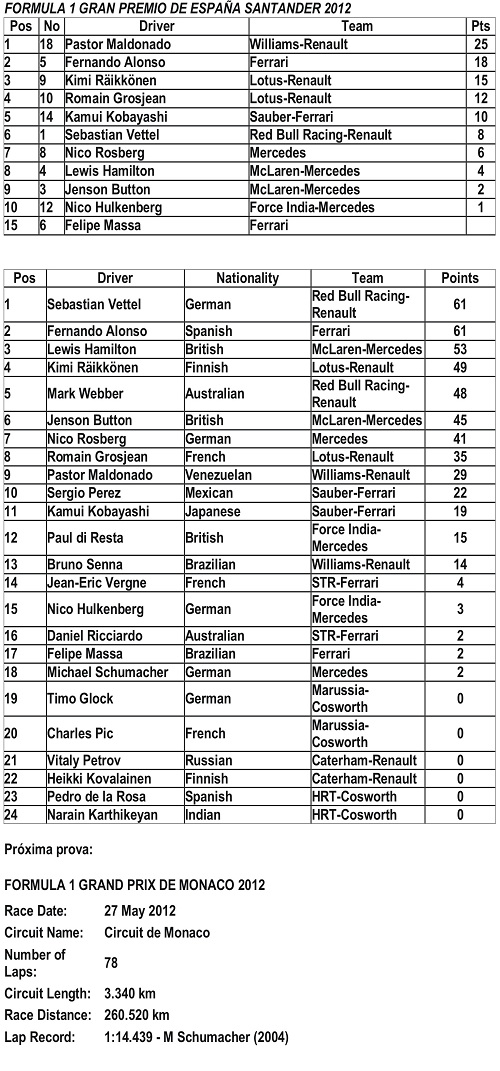 FORMULA 1 GRAN PREMIO DE ESPAÑA SANTANDER 2012
Pos No Driver Team Pts
1 18 Pastor Maldonado Williams-Renault 25
2 5 Fernando Alonso Ferrari 18
3 9 Kimi Räikkönen Lotus-Renault 15
4 10 Romain Grosjean Lotus-Renault 12
5 14 Kamui Kobayashi Sauber-Ferrari 10
6 1 Sebastian Vettel Red Bull Racing-Renault 8
7 8 Nico Rosberg Mercedes 6
8 4 Lewis Hamilton McLaren-Mercedes 4
9 3 Jenson Button McLaren-Mercedes 2
10 12 Nico Hulkenberg Force India-Mercedes 1
15 6 Felipe Massa Ferrari
Pos Driver Nationality Team Points
1 Sebastian Vettel German Red Bull Racing-
Renault 61
2 Fernando Alonso Spanish Ferrari 61
3 Lewis Hamilton British McLaren-Mercedes 53
4 Kimi Räikkönen Finnish Lotus-Renault 49
5 Mark Webber Australian Red Bull Racing-
Renault 48
6 Jenson Button British McLaren-Mercedes 45
7 Nico Rosberg German Mercedes 41
8 Romain Grosjean French Lotus-Renault 35
9 Pastor Maldonado Venezuelan Williams-Renault 29
10 Sergio Perez Mexican Sauber-Ferrari 22
11 Kamui Kobayashi Japanese Sauber-Ferrari 19
12 Paul di Resta British Force India-
Mercedes 15
13 Bruno Senna Brazilian Williams-Renault 14
14 Jean-Eric Vergne French STR-Ferrari 4
15 Nico Hulkenberg German Force India-
Mercedes 3
16 Daniel Ricciardo Australian STR-Ferrari 2
17 Felipe Massa Brazilian Ferrari 2
18 Michael Schumacher German Mercedes 2
19 Timo Glock German Marussia-
Cosworth 0
20 Charles Pic French Marussia-
Cosworth 0
21 Vitaly Petrov Russian Caterham-Renault 0
22 Heikki Kovalainen Finnish Caterham-Renault 0
23 Pedro de la Rosa Spanish HRT-Cosworth 0
24 Narain Karthikeyan Indian HRT-Cosworth 0
Próxima prova:
FORMULA 1 GRAND PRIX DE MONACO 2012
Race Date: 27 May 2012
Circuit Name: Circuit de Monaco
Number of
Laps: 78
Circuit Length: 3.340 km
Race Distance: 260.520 km
Lap Record: 1:14.439 - M Schumacher (2004)